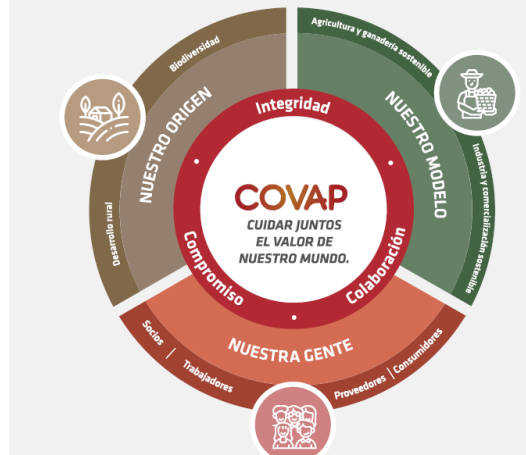 Agricultura y ganadería sostenible
Biodiversidad
NUESTRO ORIGEN
Desarrollo rural
NUESTRO MODELO
Industria y comercialización sostenible
Integridad
COVAP
CUIDAR JUNTOS
EL VALOR DE
NUESTRO MUNDO.
Compromiso
Colaboración
NUESTRA GENTE
Socios
Trabajadores
Proveedores
Consumidores